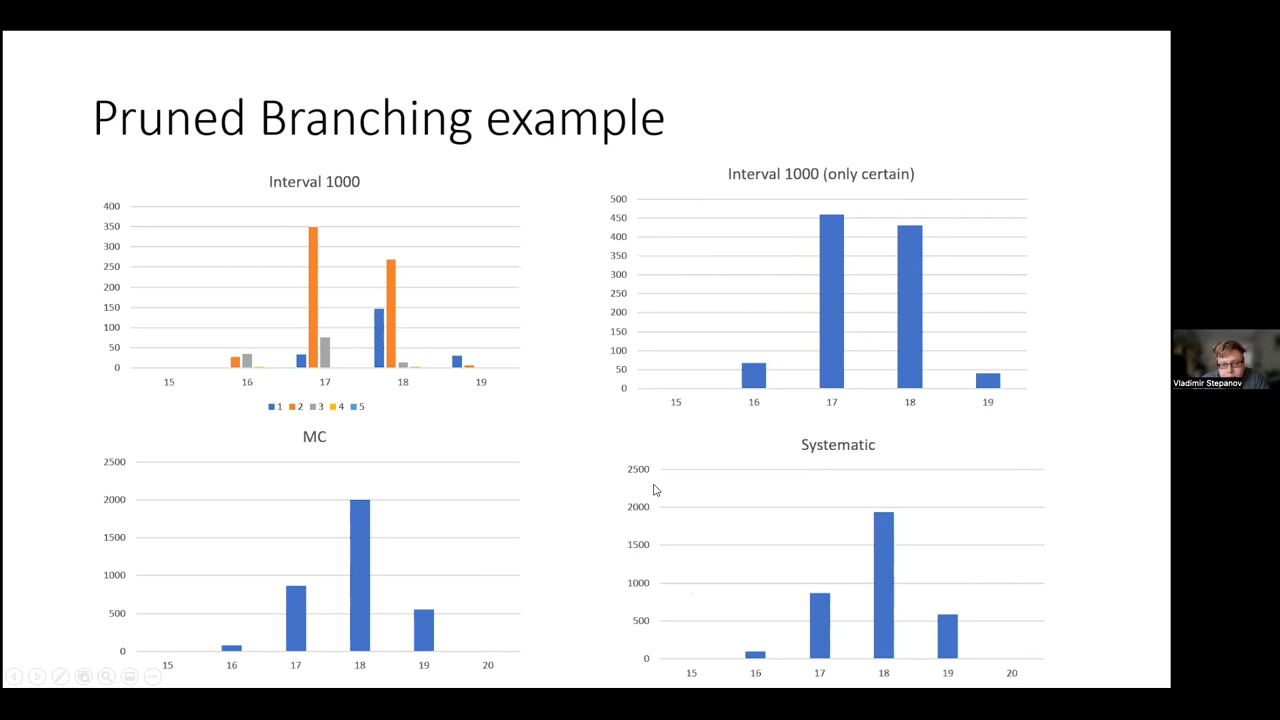 Pruned Branching example
Interval 1000
400
350
300
250
200
150
100
50
0
15 16 17 18 19
1 2 3 4 5
Interval 1000 (only certain)
500
450
400
350
300
250
200
150
100
50
0
15 16 17 18 19
MC
2500
2000
1500
1000
500
0
15 16 17 18 19 20
Systematic
2500
2000
1500
1000
500
0
15 16 17 18 19 20
Vladimir Stepanov